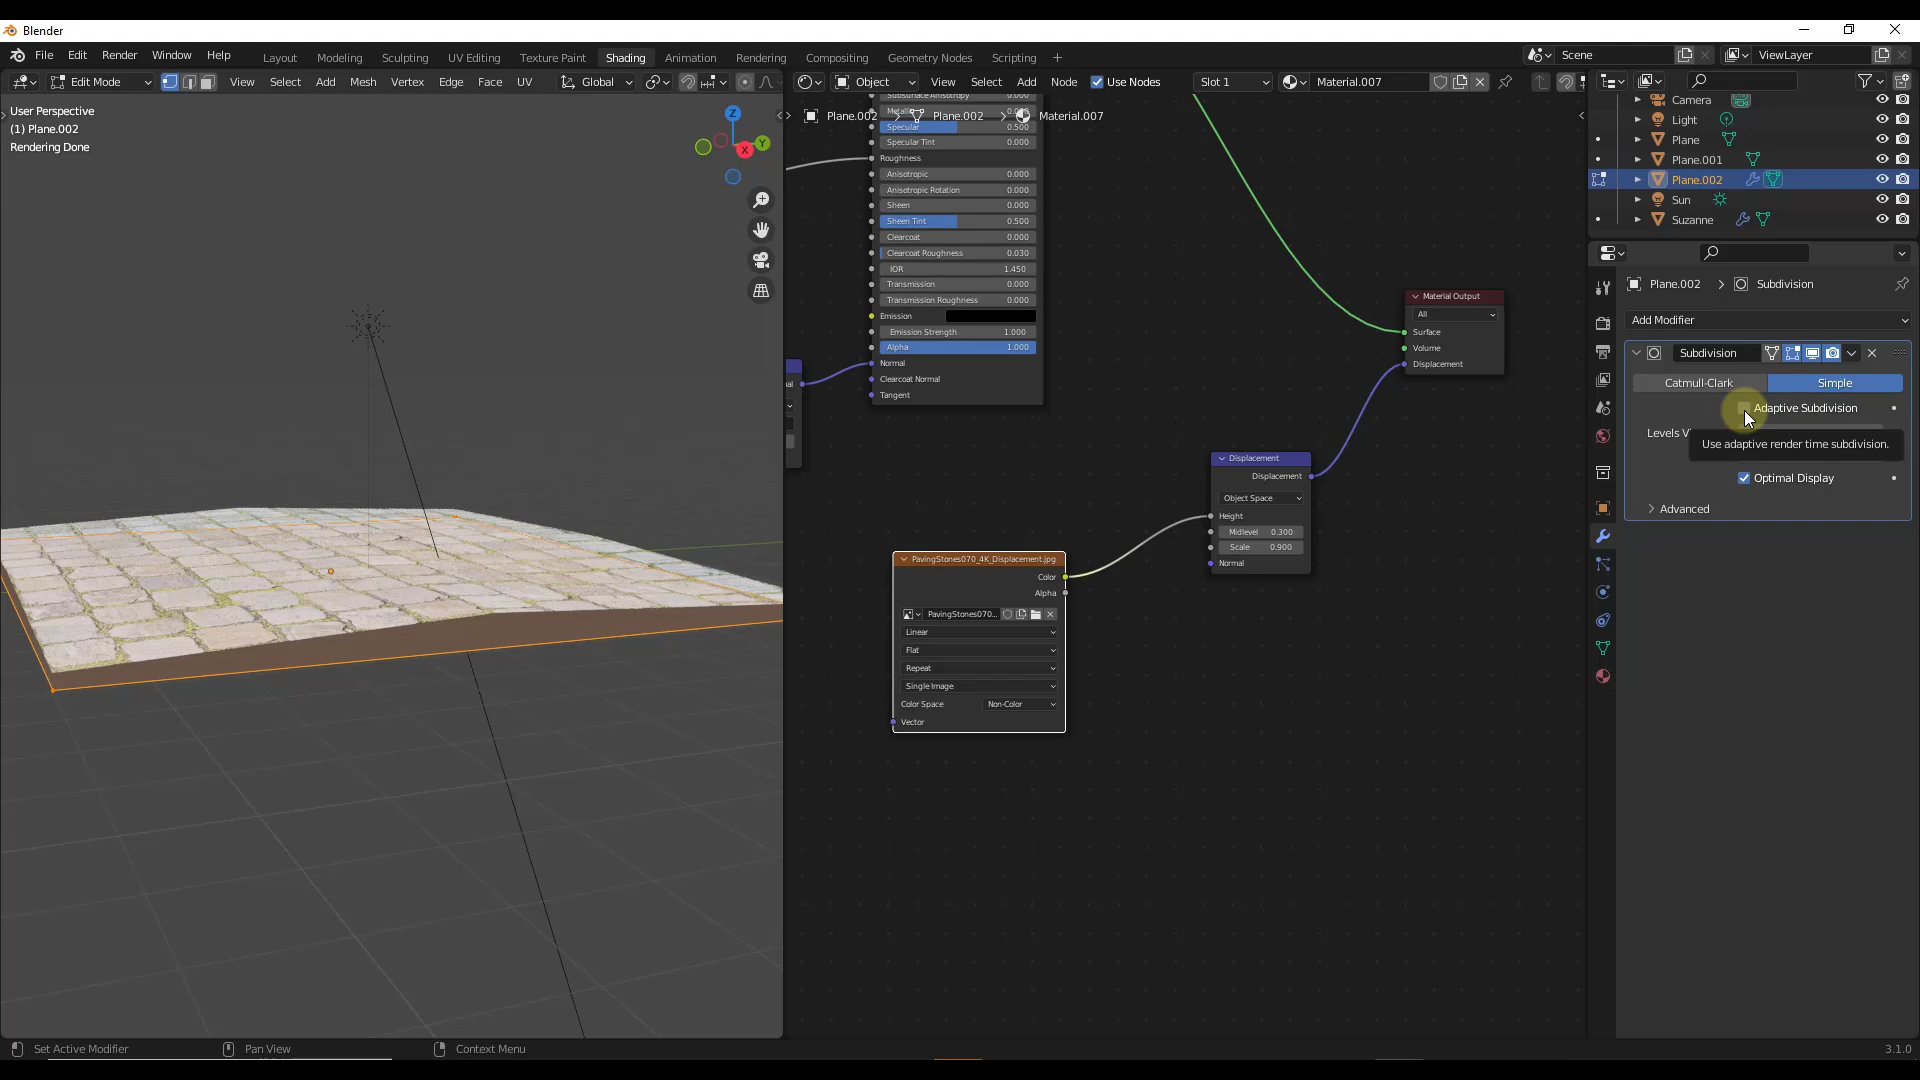 Blender
File Edit Render Window Help
Layout Modeling Sculpting UV Editing Texture Paint Shading Animation Rendering Compositing Geometry Nodes Scripting +
Scene
ViewLayer
Edit Mode
View Select Add Mesh Vertex Edge Face UV
Global
Object
View Select Add Node Use Nodes
Slot 1
Material.007
User Perspective
(1) Plane.002
Rendering Done
Z
Y
X
Plane.002 > Plane.002 > Material.007
Subsurface Anisotropy 0.000
Metallic
Specular 0.500
Specular Tint 0.000
Roughness
Anisotropic 0.000
Anisotropic Rotation 0.000
Sheen 0.000
Sheen Tint 0.500
Clearcoat 0.000
Clearcoat Roughness 0.030
IOR 1.450
Transmission 0.000
Transmission Roughness 0.000
Emission
Emission Strength 1.000
Alpha 1.000
Normal
Clearcoat Normal
Tangent
al
Material Output
All
Surface
Volume
Displacement
Displacement
Displacement
Object Space
Height
Midlevel 0.300
Scale 0.900
Normal
PavingStones070_4K_Displacement.jpg
Color
Alpha
PavingStones070...
Linear
Flat
Repeat
Single Image
Color Space Non-Color
Vector
Camera
Light
Plane
Plane.001
Plane.002
Sun
Suzanne
Plane.002 > Subdivision
Add Modifier
Subdivision
Catmull-Clark Simple
Adaptive Subdivision
Levels Vi
Use adaptive render time subdivision.
Optimal Display
Advanced
Set Active Modifier
Pan View
Context Menu
3.1.0